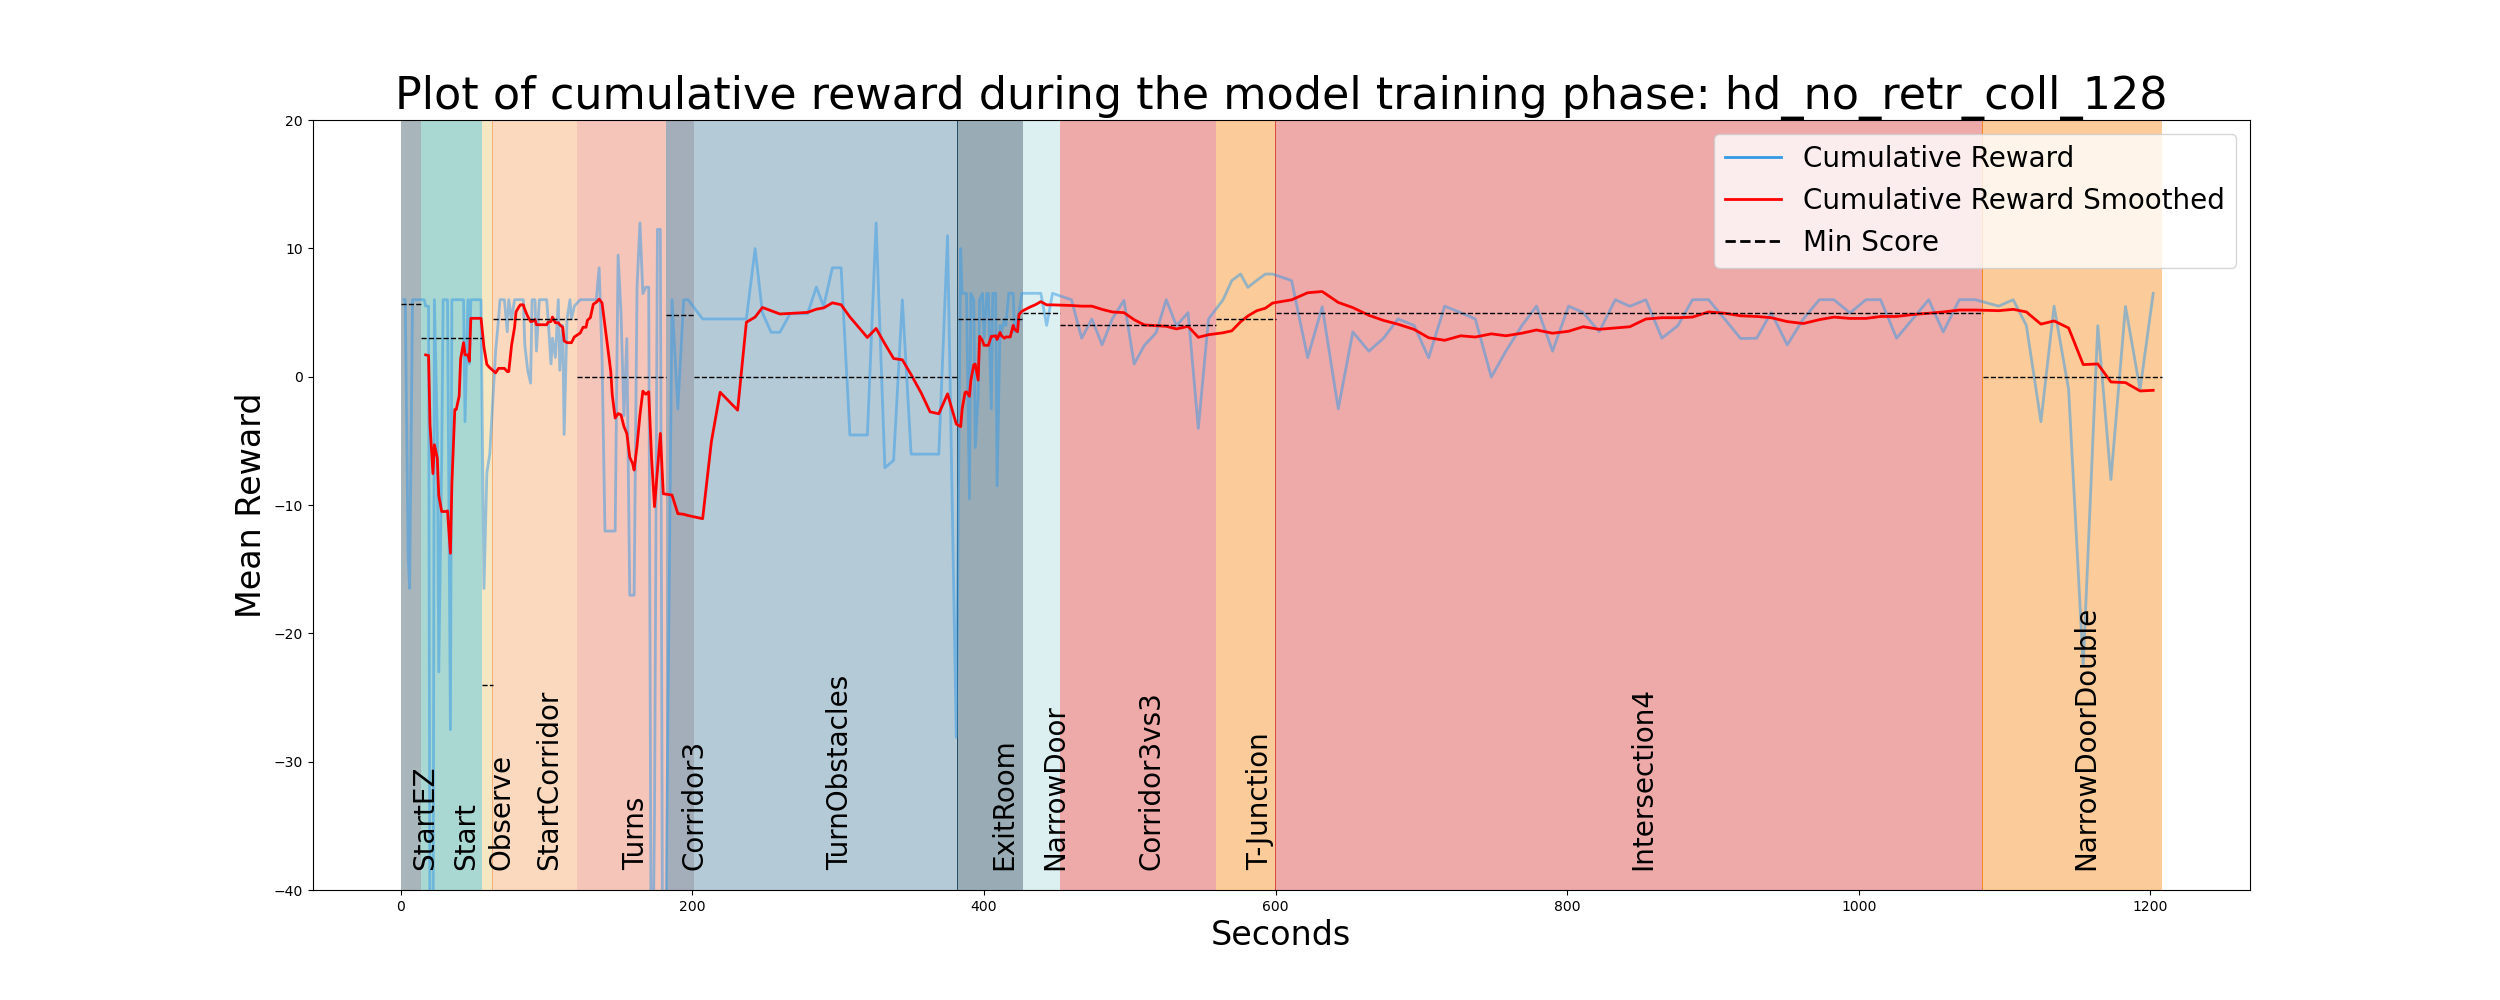 Plot of cumulative reward during the model training phase: hd_no_retr_coll_128
Mean Reward
20
10
0
−10
−20
−30
−40
Cumulative Reward
Cumulative Reward Smoothed
Min Score
StartEZ
Start
Observe
StartCorridor
Turns
Corridor3
TurnObstacles
ExitRoom
NarrowDoor
Corridor3vs3
T-Junction
Intersection4
NarrowDoorDouble
0
200
400
600
800
1000
1200
Seconds